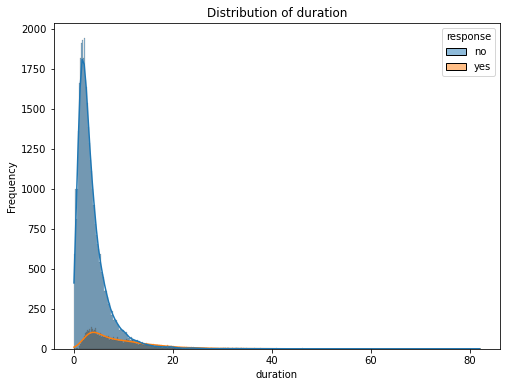 Distribution of duration
response
no
yes
2000
1750
1500
1250
1000
750
500
250
0
Frequency
0 20 40 60 80
duration